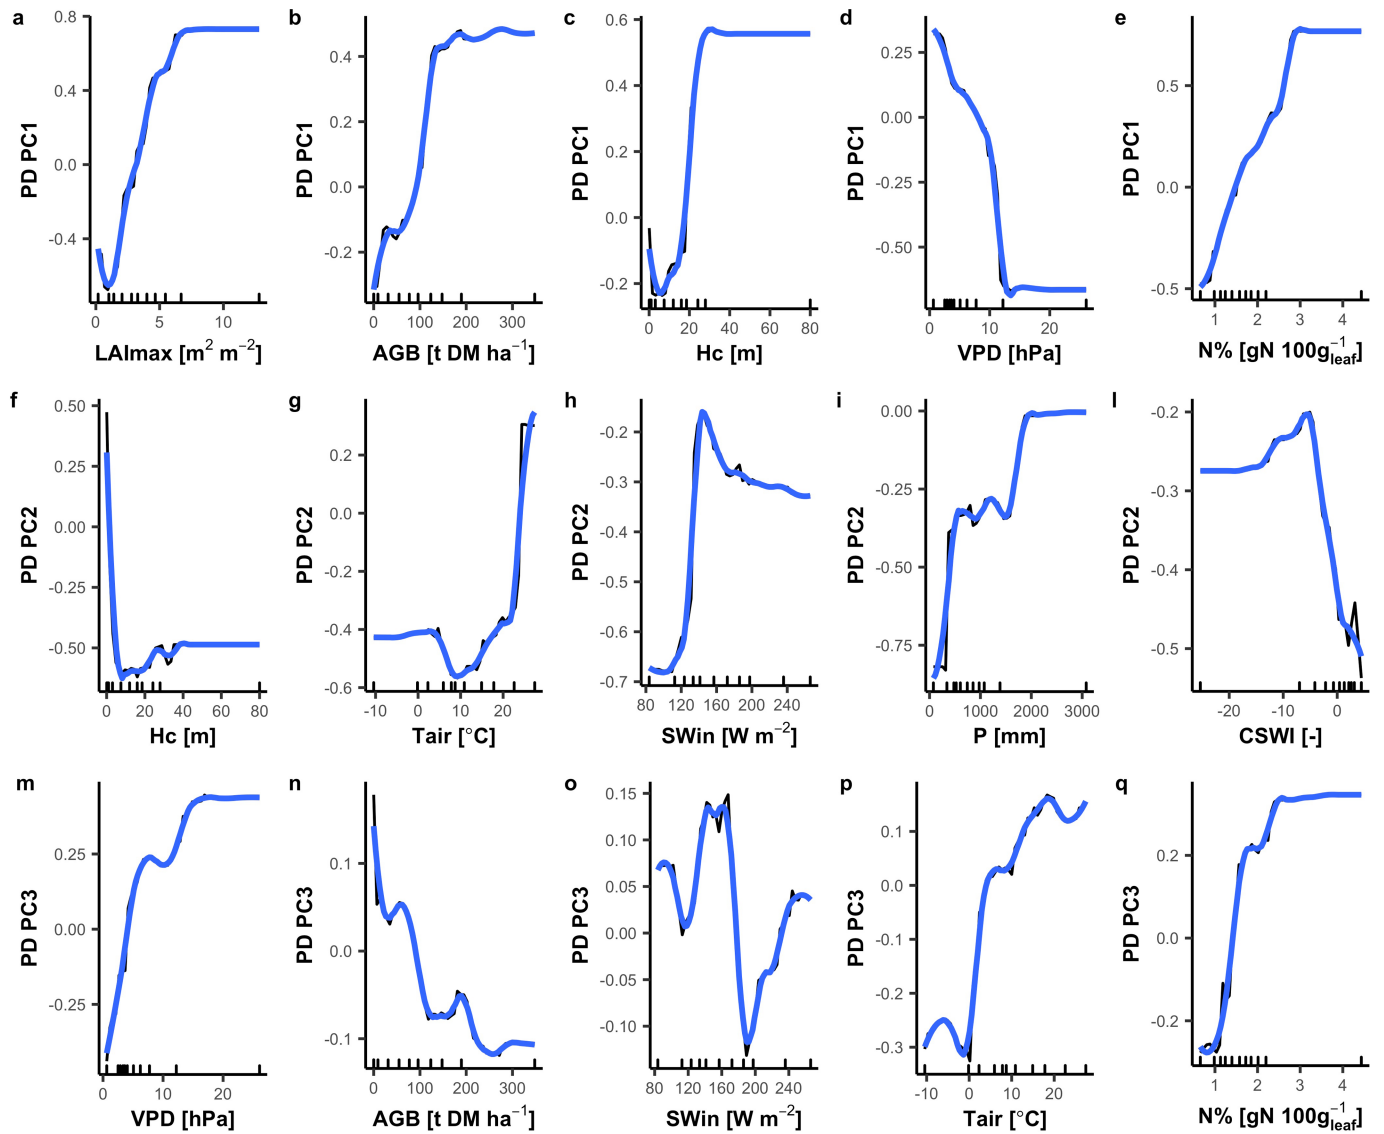 a
0.8
0.4
0.0
-0.4
PD PC1
0 5 10
LAImax [m² m⁻²]
b
0.4
0.2
0.0
-0.2
PD PC1
0 100 200 300
AGB [t DM ha⁻¹]
c
0.6
0.4
0.2
0.0
-0.2
PD PC1
0 20 40 60 80
Hc [m]
d
0.25
0.00
-0.25
-0.50
PD PC1
0 10 20
VPD [hPa]
e
0.5
0.0
-0.5
PD PC1
1 2 3 4
N% [gN 100g⁻¹leaf]
f
0.50
0.25
0.00
-0.25
-0.50
PD PC2
0 20 40 60 80
Hc [m]
g
0.2
0.0
-0.2
-0.4
-0.6
PD PC2
-10 0 10 20
Tair [°C]
h
-0.2
-0.3
-0.4
-0.5
-0.6
-0.7
PD PC2
80 120 160 200 240
SWin [W m⁻²]
i
0.00
-0.25
-0.50
-0.75
PD PC2
0 1000 2000 3000
P [mm]
l
-0.2
-0.3
-0.4
-0.5
PD PC2
-20 -10 0
CSWI [-]
m
0.25
0.00
-0.25
PD PC3
0 10 20
VPD [hPa]
n
0.1
0.0
-0.1
PD PC3
0 100 200 300
AGB [t DM ha⁻¹]
o
0.15
0.10
0.05
0.00
-0.05
-0.10
PD PC3
80 120 160 200 240
SWin [W m⁻²]
p
0.1
0.0
-0.1
-0.2
-0.3
PD PC3
-10 0 10 20
Tair [°C]
q
0.2
0.0
-0.2
PD PC3
1 2 3 4
N% [gN 100g⁻¹leaf]